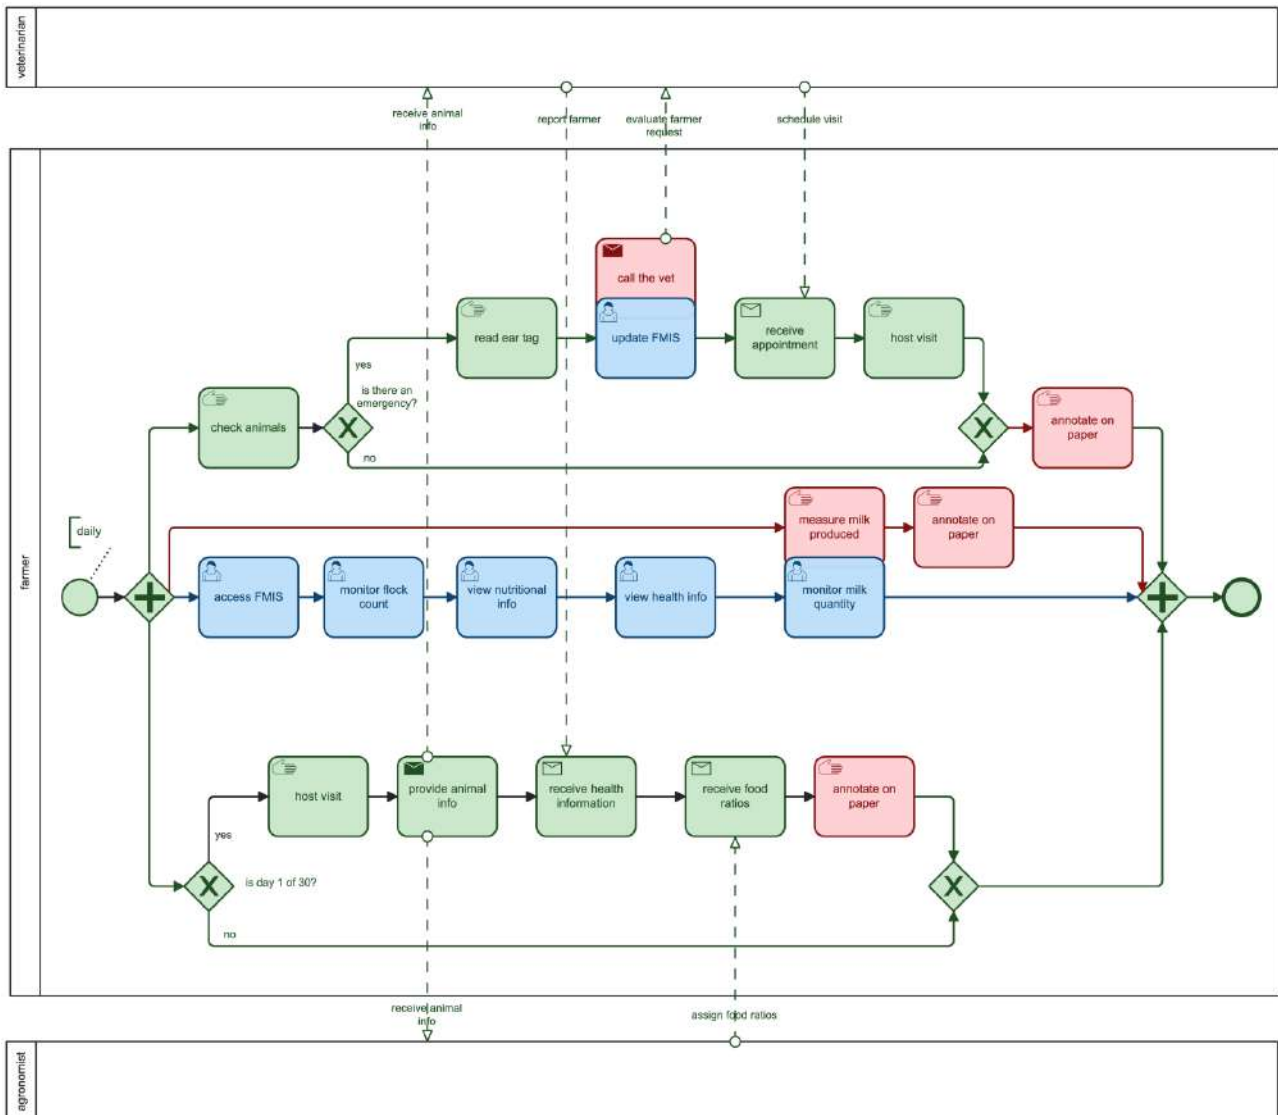 veterinarian
receive animal
info
report farmer
evaluate farmer
request
schedule visit
farmer
call the vet
read ear tag
update FMIS
receive
appointment
host visit
yes
is there an
emergency?
check animals
no
annotate on
paper
daily
measure milk
produced
annotate on
paper
access FMIS
monitor flock
count
view nutritional
info
view health info
monitor milk
quantity
host visit
provide animal
info
receive health
information
receive food
ratios
annotate on
paper
yes
is day 1 of 30?
no
receive animal
info
assign food ratios
agronomist